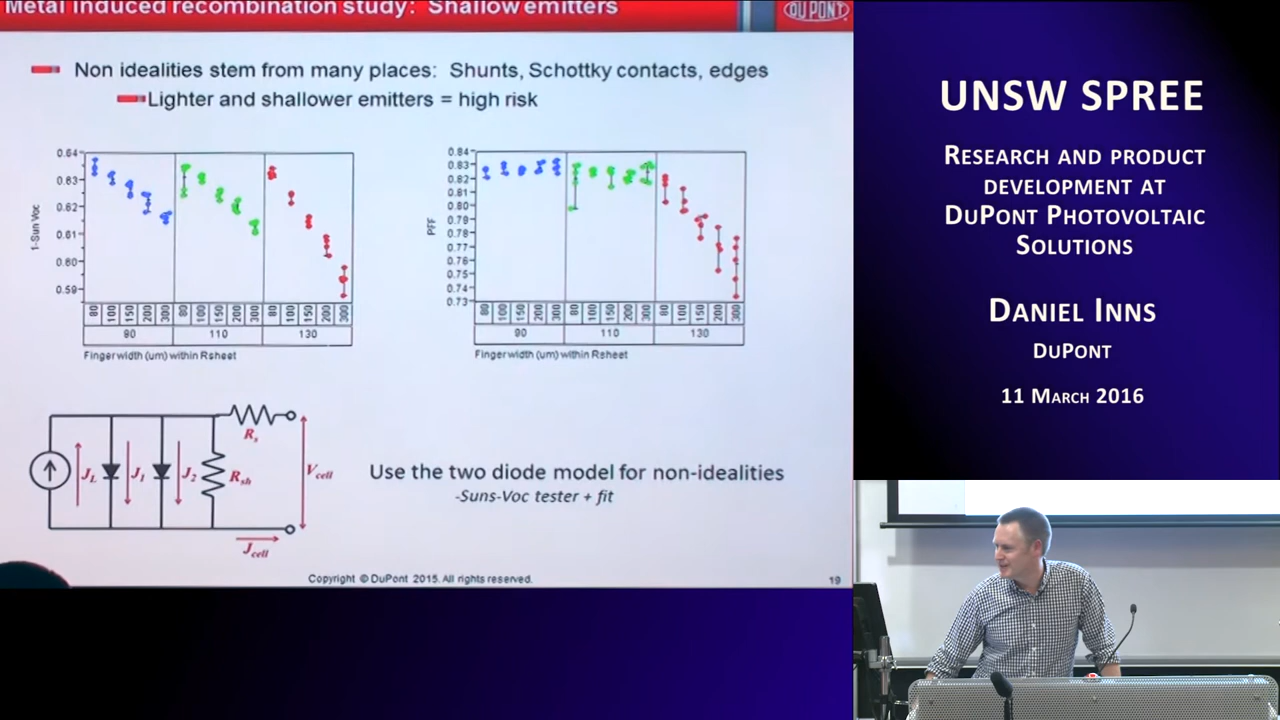 Metal induced recombination study: Shallow emitters
DU PONT
Non idealities stem from many places: Shunts, Schottky contacts, edges
Lighter and shallower emitters = high risk
1-Sun Voc
0.64
0.83
0.82
0.81
0.80
0.59
80 100 150 200 300 80 100 150 200 300 80 100 150 200 300
90 110 130
Finger width (um) within Rsheet
PFF
0.84
0.83
0.82
0.81
0.80
0.79
0.78
0.77
0.76
0.75
0.74
0.73
80 100 150 200 300 80 100 150 200 300 80 100 150 200 300
90 110 130
Finger width (um) within Rsheet
Rs
JL J1 J2 Rsh Vcell
Jcell
Use the two diode model for non-idealities
-Suns-Voc tester + fit
Copyright © DuPont 2015. All rights reserved.
19
UNSW SPREE
Research and product
development at
DuPont Photovoltaic
Solutions
Daniel Inns
DuPont
11 March 2016